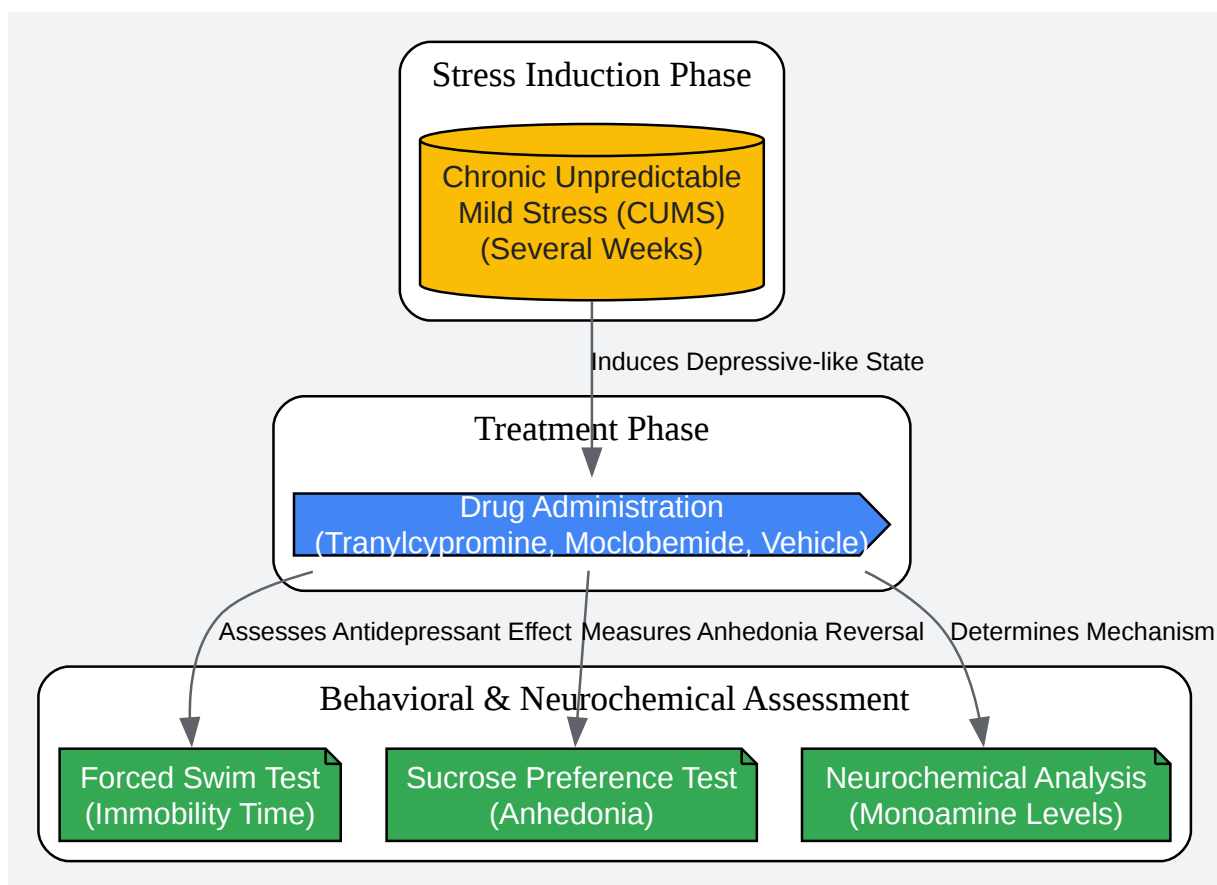 Stress Induction Phase
Chronic Unpredictable
Mild Stress (CUMS)
(Several Weeks)
Induces Depressive-like State
Treatment Phase
Drug Administration
(Tranylcypromine, Moclobemide, Vehicle)
Assesses Antidepressant Effect
Measures Anhedonia Reversal
Determines Mechanism
Behavioral & Neurochemical Assessment
Forced Swim Test
(Immobility Time)
Sucrose Preference Test
(Anhedonia)
Neurochemical Analysis
(Monoamine Levels)